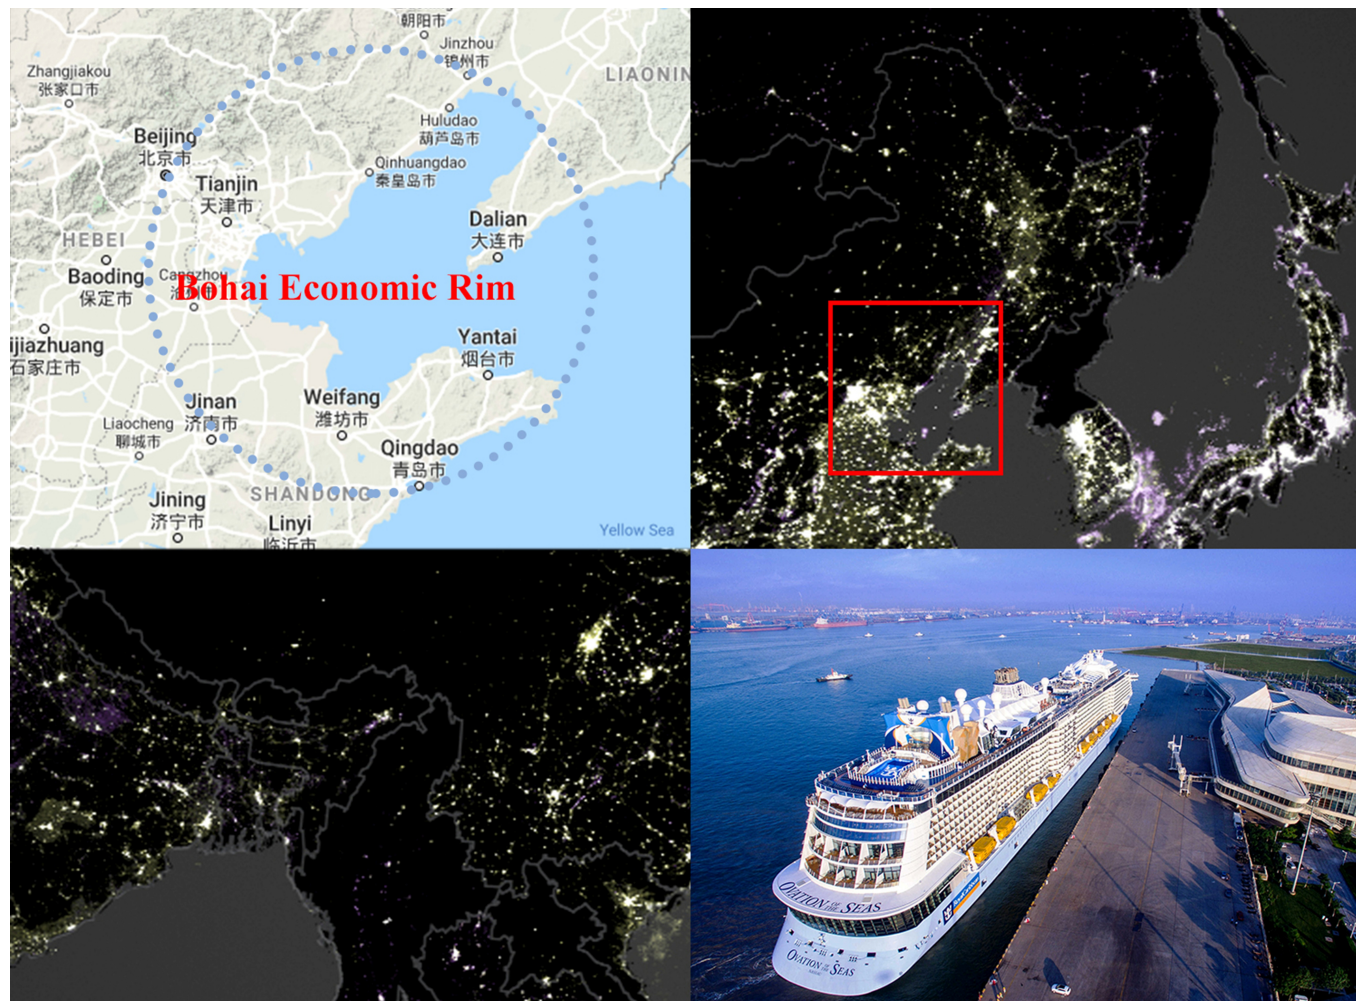 朝阳市
Jinzhou
锦州市
Zhangjiakou
张家口市
LIAONIN
Huludao
葫芦岛市
Beijing
北京市
Qinhuangdao
秦皇岛市
Tianjin
天津市
Dalian
大连市
HEBEI
Baoding
保定市
Cangzhou
Bohai Economic Rim
Yantai
烟台市
ijiazhuang
石家庄市
Weifang
潍坊市
Jinan
济南市
Liaocheng
聊城市
Qingdao
青岛市
SHANDONG
Jining
济宁市
Linyi
临沂市
Yellow Sea
OVATION OF THE SEAS
OVATION OF THE SEAS